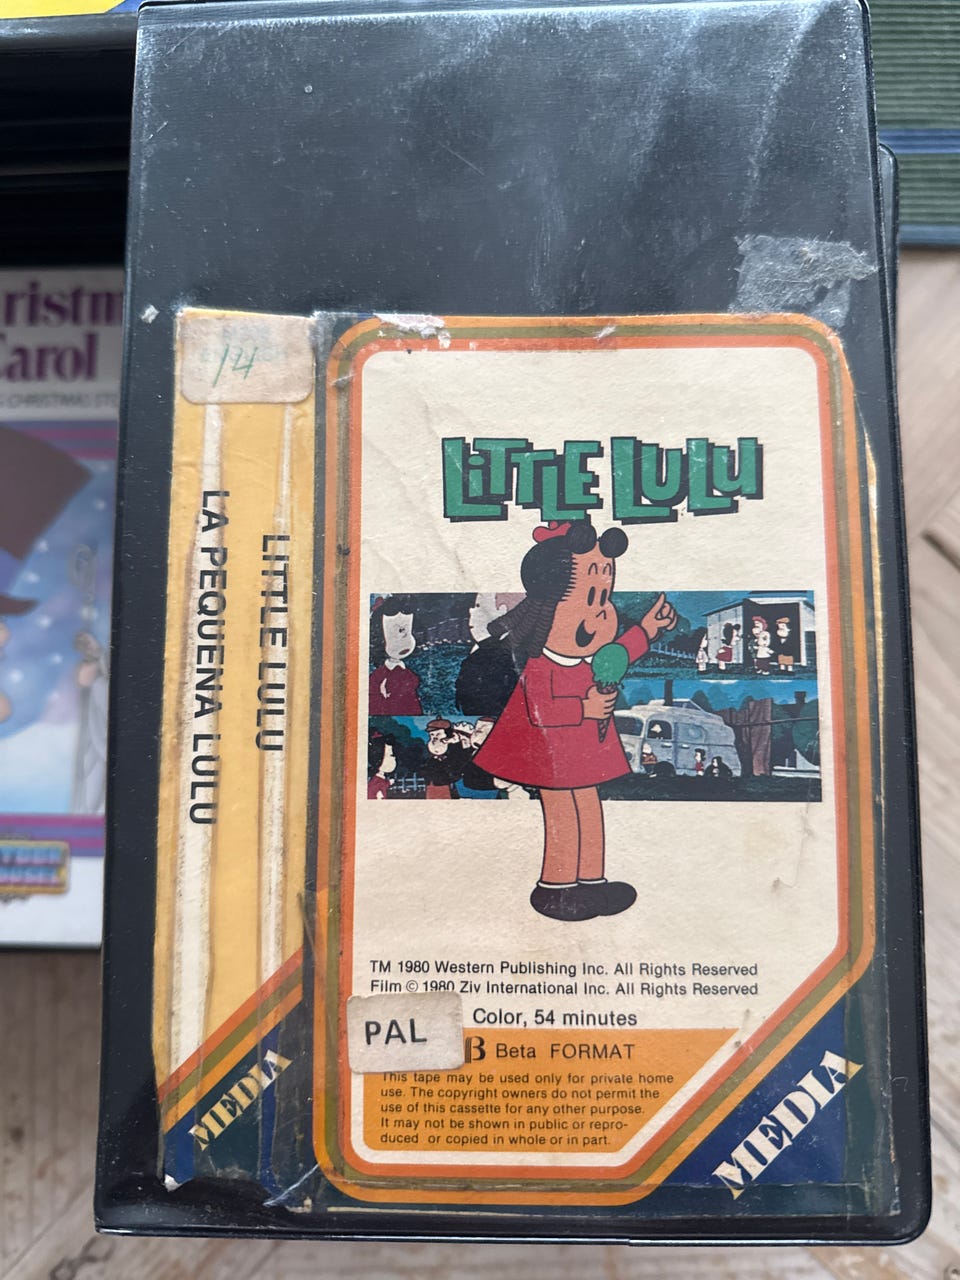 ristm
arol
CHRISTMAS STO
14
LA PEQUENA LULU
LITTLE LULU
MEDIA
LITTLE LULU
TM 1980 Western Publishing Inc. All Rights Reserved
Film © 1980 Ziv International Inc. All Rights Reserved
Color, 54 minutes
PAL
β Beta FORMAT
This tape may be used only for private home
use. The copyright owners do not permit the
use of this cassette for any other purpose.
It may not be shown in public or repro-
duced or copied in whole or in part.
MEDIA